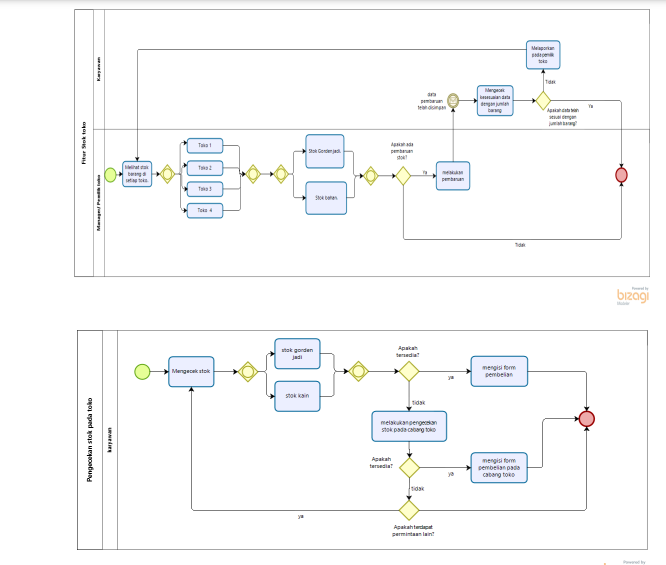 Fitur Stok toko
Karyawan
Manager/Pemilik toko
Melaporkan
pada pemilik
toko
Tidak
data
pembaruan
telah disimpan
Mengecek
kesesuaian data
dengan jumlah
barang
Ya
Apakah data telah
sesuai dengan
jumlah barang?
Melihat stok
barang di
setiap toko.
Toko 1
Toko 2
Toko 3
Toko 4
Stok Gorden jadi.
Stok bahan.
Apakah ada
pembaruan
stok?
Ya
melakukan
pembaruan
Tidak
Powered by
bizagi
Modeler
Pengecekan stok pada toko
karyawan
Mengecek stok
stok gorden
jadi
stok kain
Apakah
tersedia?
ya
mengisi form
pembelian
tidak
melakukan pengecekan
stok pada cabang toko
Apakah
tersedia?
ya
mengisi form
pembelian pada
cabang toko
tidak
ya
Apakah terdapat
permintaan lain?
Powered by